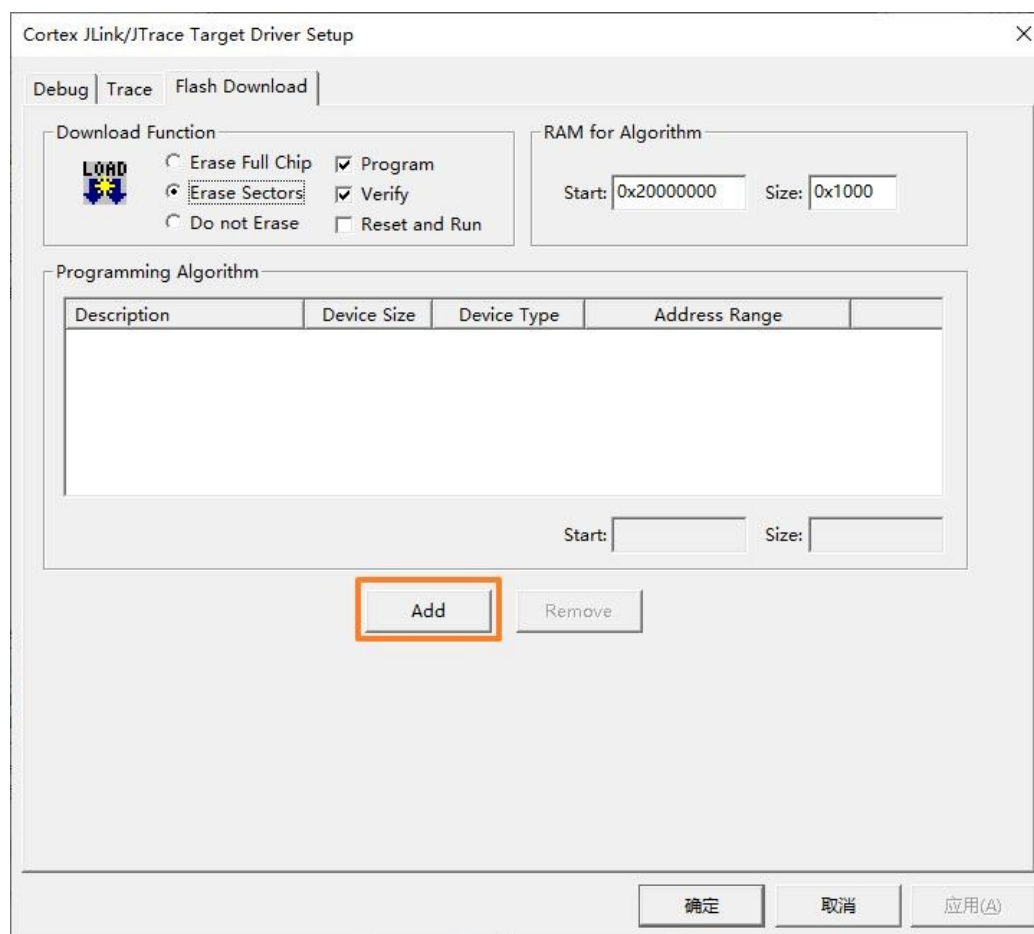 Cortex JLink/JTrace Target Driver Setup
Debug Trace Flash Download
Download Function
LOAD
Erase Full Chip
Erase Sectors
Do not Erase
Program
Verify
Reset and Run
RAM for Algorithm
Start: 0x20000000 Size: 0x1000
Programming Algorithm
Description Device Size Device Type Address Range
Start: Size:
Add Remove
确定 取消 应用(A)